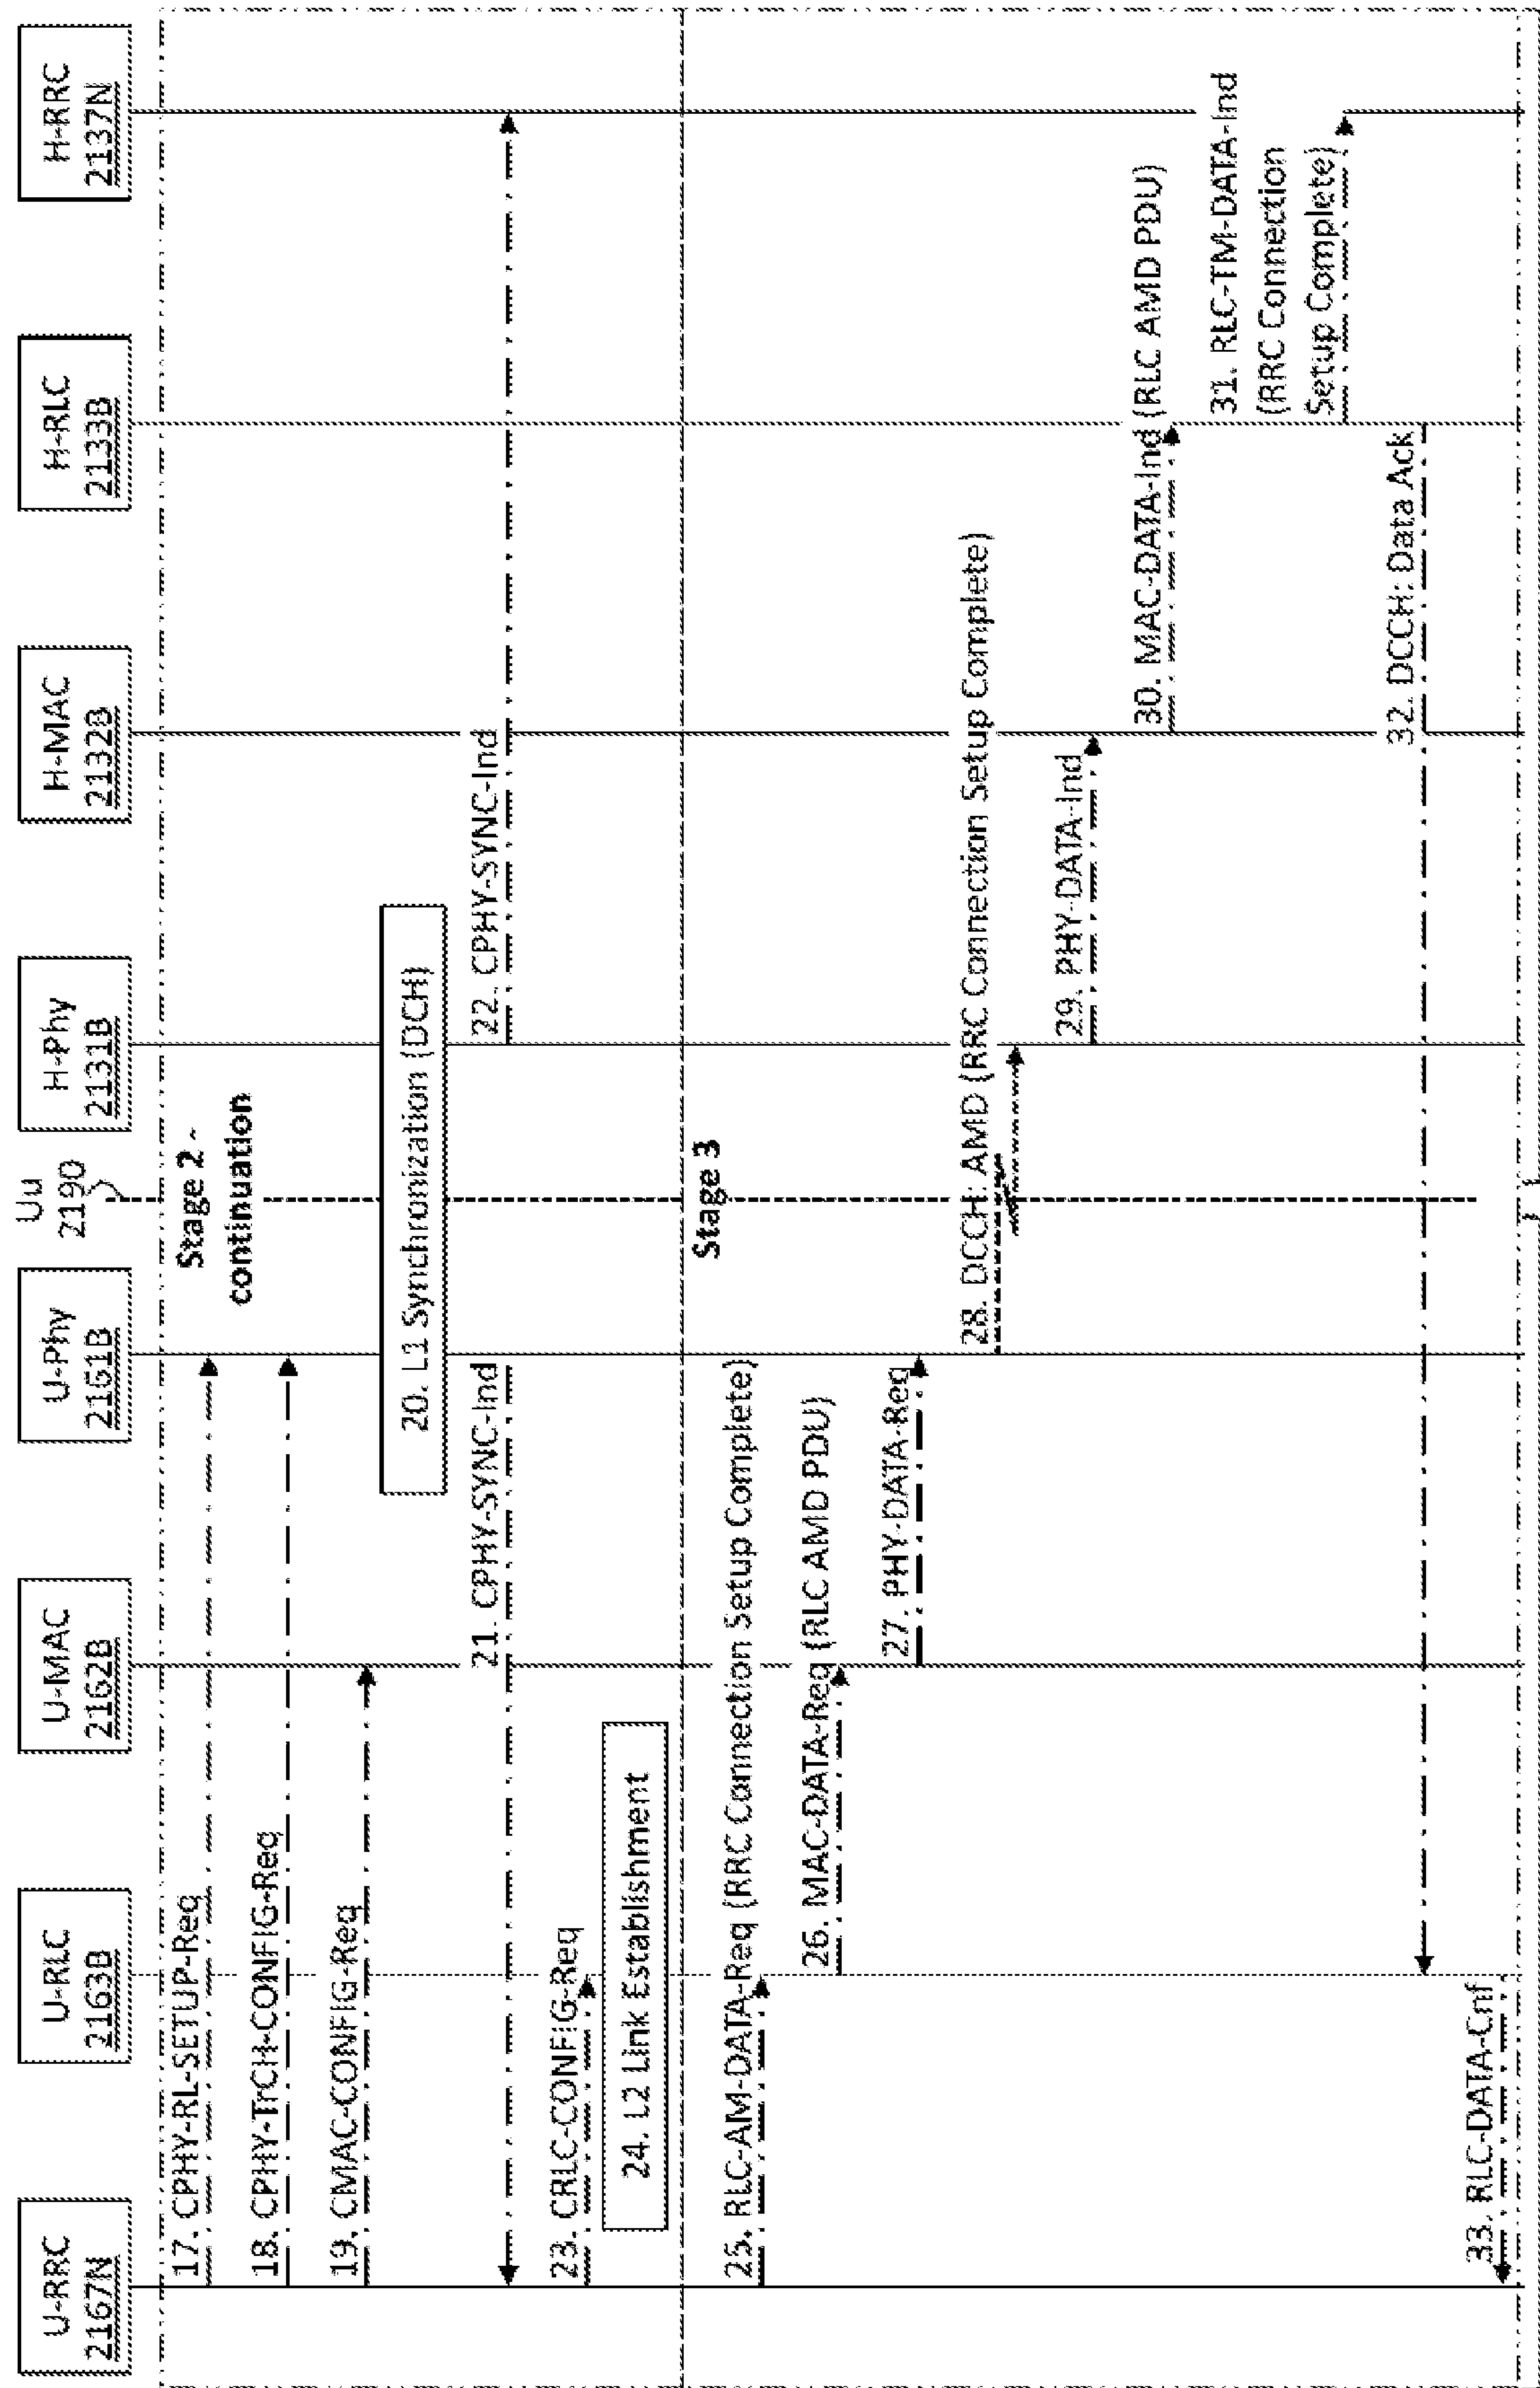 U-RRC
2167N
U-RLC
2163B
U-MAC
2162B
U-Phy
2161B
Uu
2190
H-Phy
2131B
H-MAC
2132B
H-RLC
2133B
H-RRC
2137N
Stage 2 -
continuation
17. CPHY-RL-SETUP-Req
18. CPHY-TrCH-CONFIG-Req
19. CMAC-CONFIG-Req
20. L1 Synchronization (DCH)
21. CPHY-SYNC-Ind
22. CPHY-SYNC-Ind
23. CRLC-CONFIG-Req
24. L2 Link Establishment
Stage 3
25. RLC-AM-DATA-Req (RRC Connection Setup Complete)
26. MAC-DATA-Req (RLC AMD PDU)
27. PHY-DATA-Req
28. DCCH: AMD (RRC Connection Setup Complete)
29. PHY-DATA-Ind
30. MAC-DATA-Ind (RLC AMD PDU)
31. RLC-TM-DATA-Ind
(RRC Connection
Setup Complete)
32. DCCH: Data Ack
33. RLC-DATA-Cnf